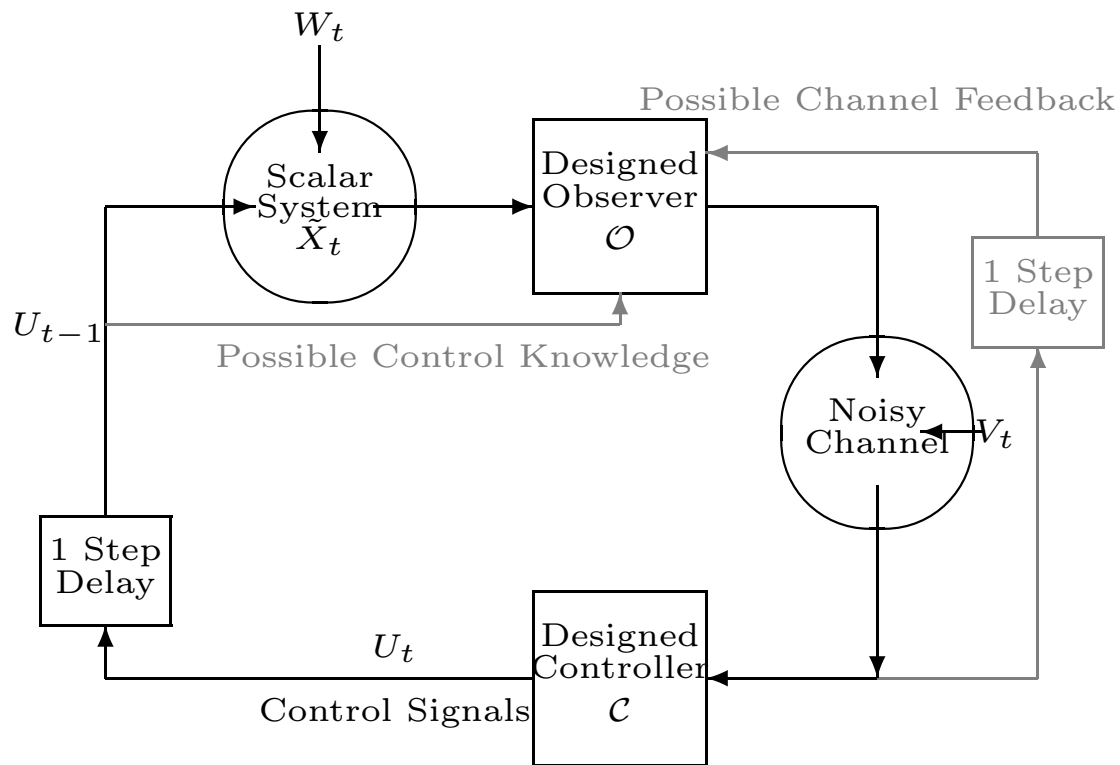 W_t
Possible Channel Feedback
Scalar
System
X̃_t
Designed
Observer
𝒪
1 Step
Delay
U_{t−1}
Possible Control Knowledge
Noisy
Channel
V_t
1 Step
Delay
U_t
Control Signals
Designed
Controller
𝒞